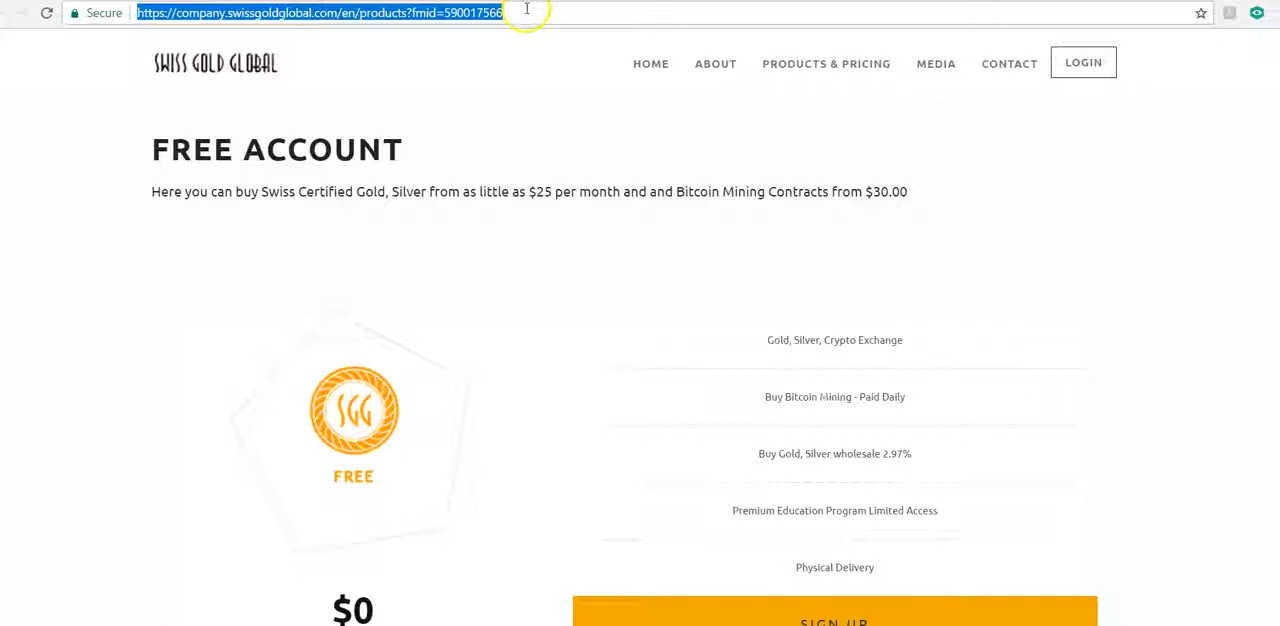 Secure https://company.swissgoldglobal.com/en/products?fmid=590017566
SWISS GOLD GLOBAL
HOME ABOUT PRODUCTS & PRICING MEDIA CONTACT LOGIN
FREE ACCOUNT
Here you can buy Swiss Certified Gold, Silver from as little as $25 per month and and Bitcoin Mining Contracts from $30.00
Gold, Silver, Crypto Exchange
Buy Bitcoin Mining - Paid Daily
SGG
Buy Gold, Silver wholesale 2.97%
FREE
Premium Education Program Limited Access
Physical Delivery
$0
SIGN UP